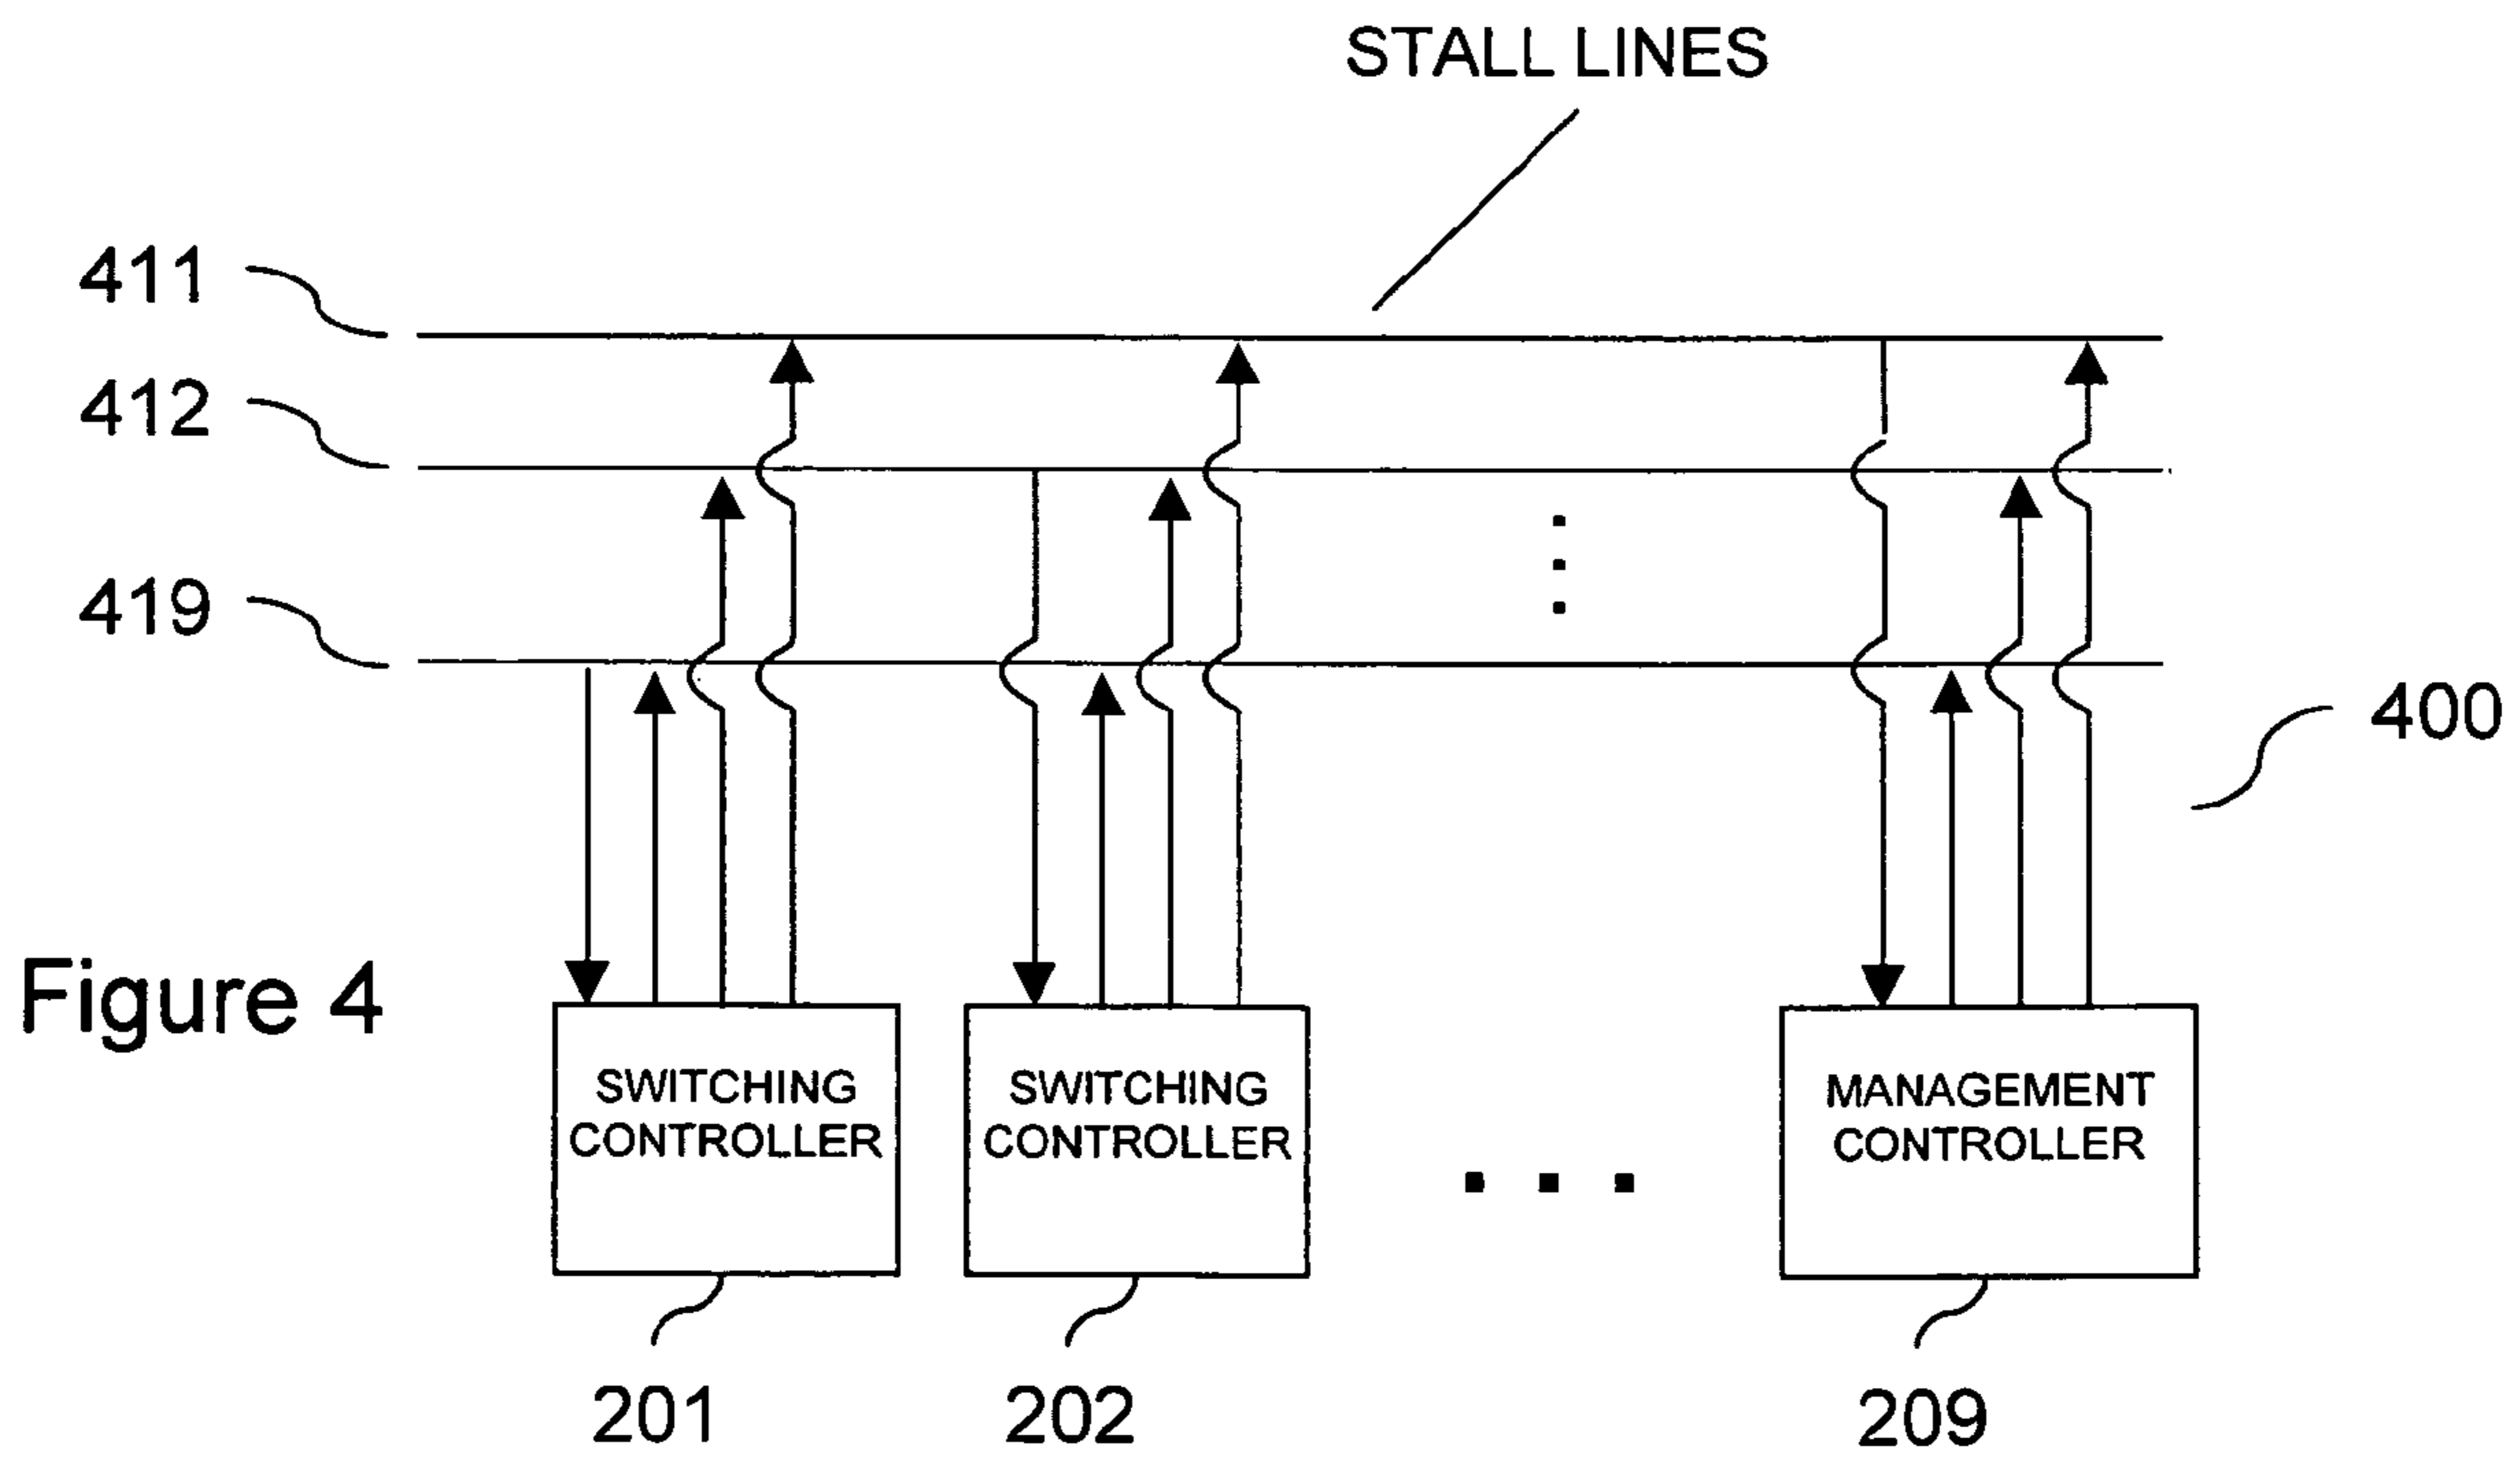 STALL LINES
411
412
419
400
Figure 4
SWITCHING
CONTROLLER
SWITCHING
CONTROLLER
MANAGEMENT
CONTROLLER
201
202
209